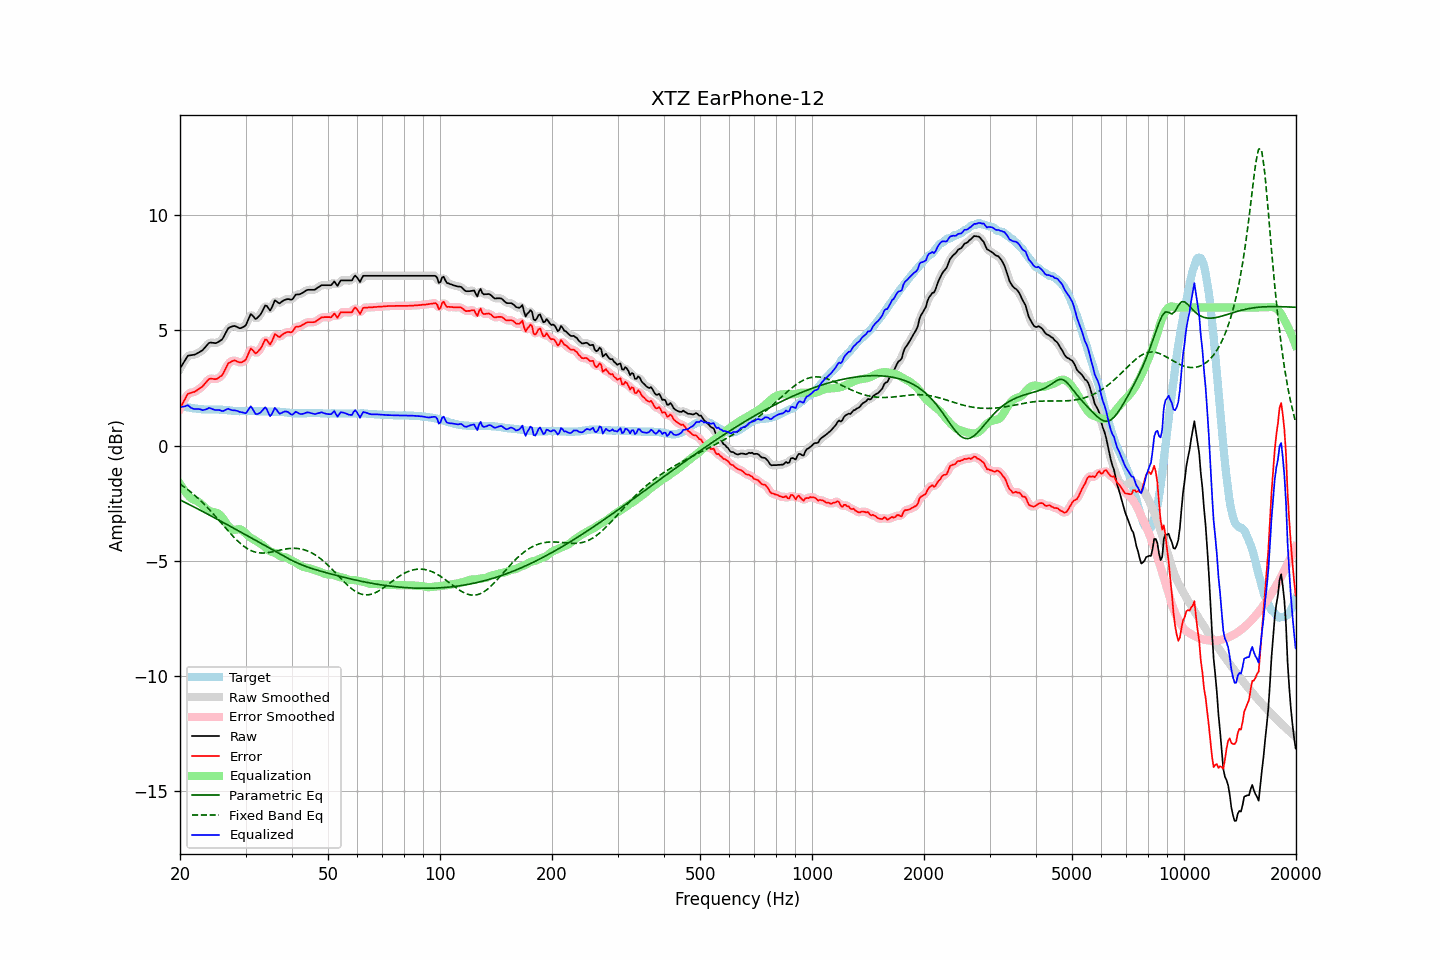 XTZ EarPhone-12
Amplitude (dBr)
10
5
0
−5
−10
−15
Target
Raw Smoothed
Error Smoothed
Raw
Error
Equalization
Parametric Eq
Fixed Band Eq
Equalized
20
50
100
200
500
1000
2000
5000
10000
20000
Frequency (Hz)